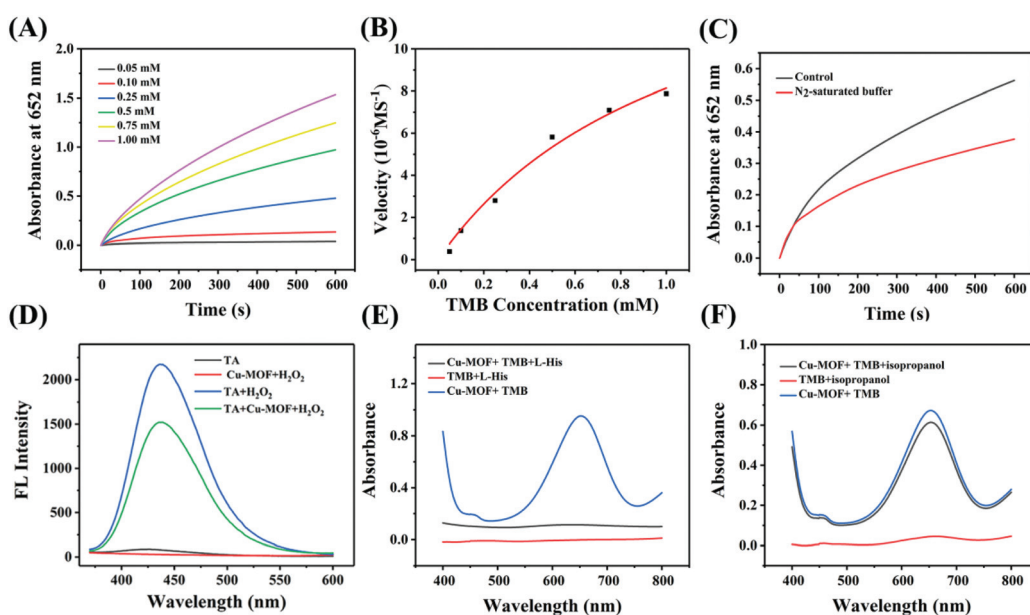 (A)
Absorbance at 652 nm
2.0
1.5
1.0
0.5
0.0
0.05 mM
0.10 mM
0.25 mM
0.5 mM
0.75 mM
1.00 mM
0 100 200 300 400 500 600
Time (s)
(B)
Velocity (10⁻⁶MS⁻¹)
10
8
6
4
2
0
0.0 0.2 0.4 0.6 0.8 1.0
TMB Concentration (mM)
(C)
Absorbance at 652 nm
0.6
0.5
0.4
0.3
0.2
0.1
0.0
Control
N₂-saturated buffer
0 100 200 300 400 500 600
Time (s)
(D)
FL Intensity
2000
1500
1000
500
0
TA
Cu-MOF+H₂O₂
TA+H₂O₂
TA+Cu-MOF+H₂O₂
400 450 500 550 600
Wavelength (nm)
(E)
Absorbance
1.2
0.8
0.4
0.0
Cu-MOF+ TMB+L-His
TMB+L-His
Cu-MOF+ TMB
400 500 600 700 800
Wavelength (nm)
(F)
Absorbance
1.0
0.8
0.6
0.4
0.2
0.0
Cu-MOF+ TMB+isopropanol
TMB+isopropanol
Cu-MOF+ TMB
400 500 600 700 800
Wavelength (nm)